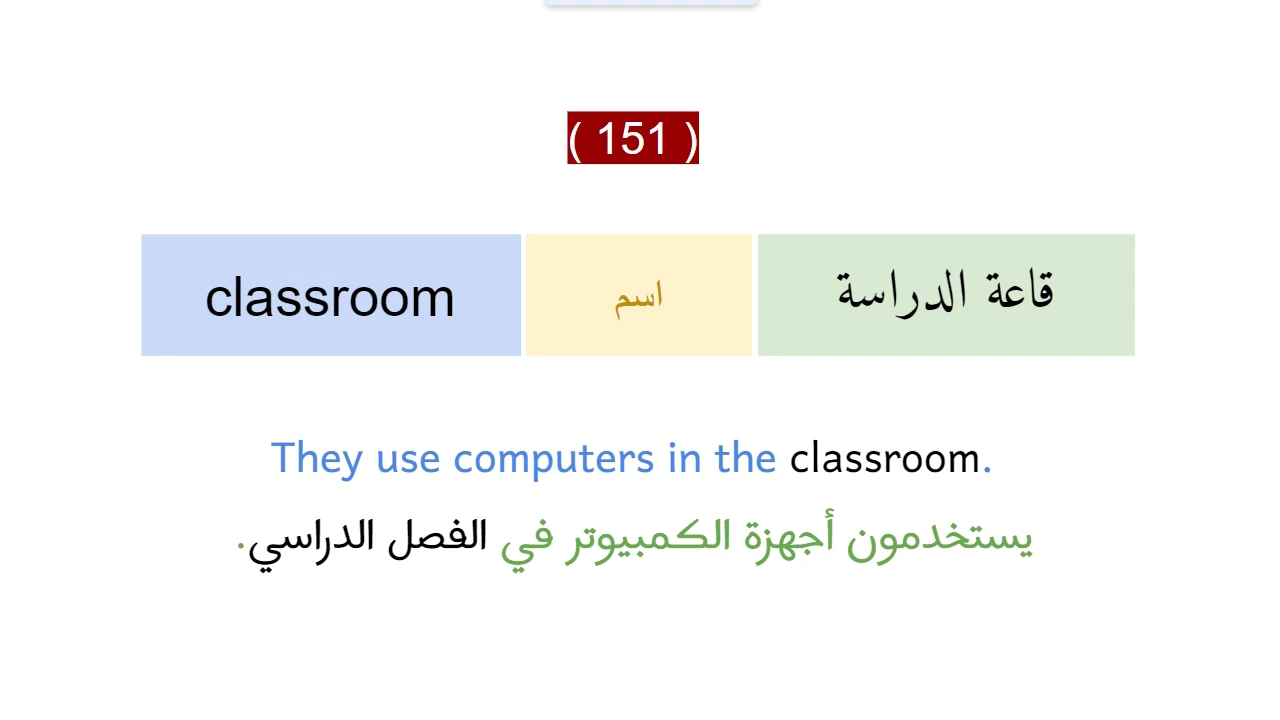 ( 151 )
classroom اسم قاعة الدراسة
They use computers in the classroom.
يستخدمون أجهزة الكمبيوتر في الفصل الدراسي.